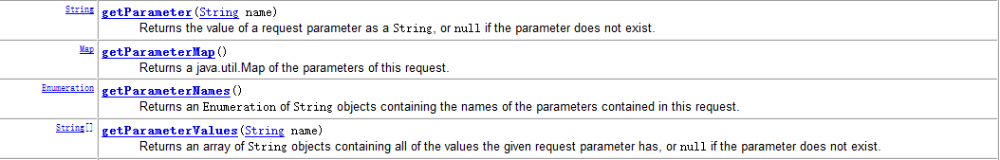 String getParameter(String name)
Returns the value of a request parameter as a String, or null if the parameter does not exist.
Map getParameterMap()
Returns a java.util.Map of the parameters of this request.
Enumeration getParameterNames()
Returns an Enumeration of String objects containing the names of the parameters contained in this request.
String[] getParameterValues(String name)
Returns an array of String objects containing all of the values the given request parameter has, or null if the parameter does not exist.